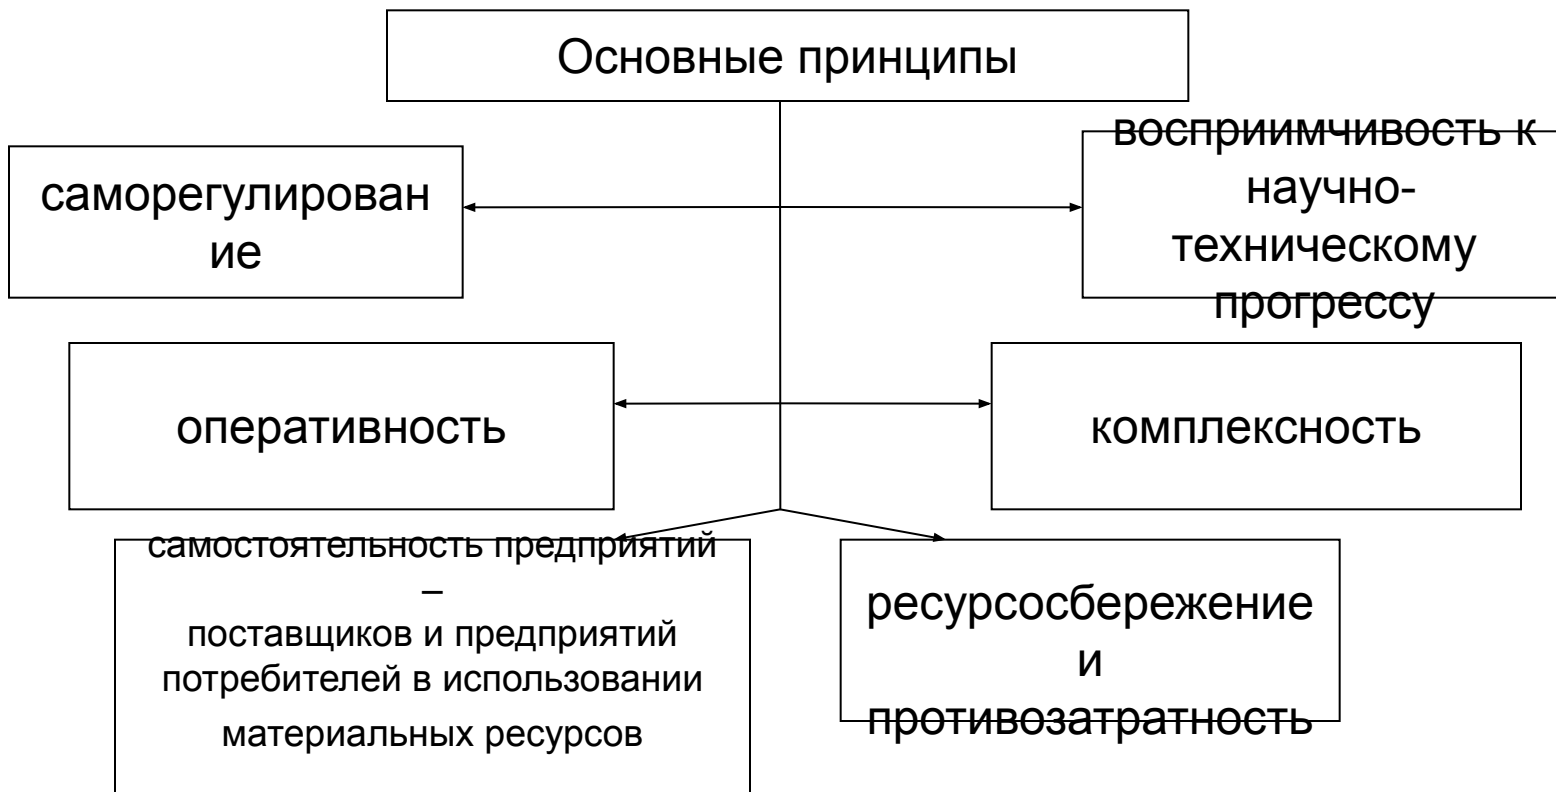 Основные принципы
саморегулирован
ие
восприимчивость к
научно-
техническому
прогрессу
оперативность
комплексность
самостоятельность предприятий
–
поставщиков и предприятий
потребителей в использовании
материальных ресурсов
ресурсосбережение
и
противозатратность